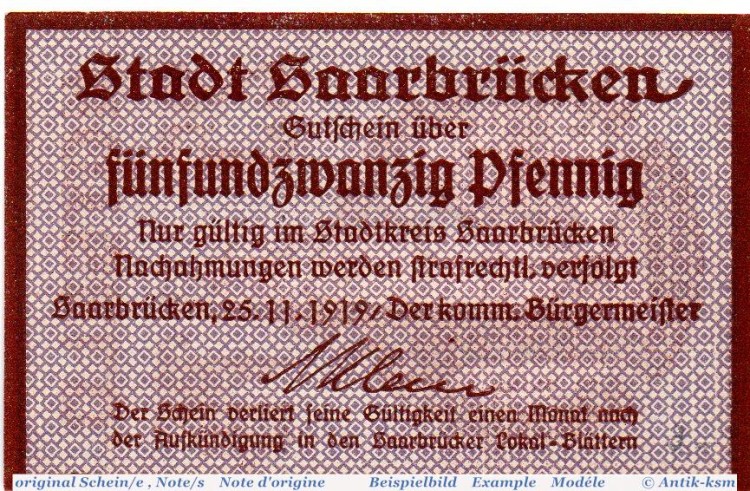 Stadt Saarbrücken
Gutschein über
fünfundzwanzig Pfennig
Nur gültig im Stadtkreis Saarbrücken
Nachahmungen werden strafrechtl. verfolgt
Saarbrücken, 25.11.1919, Der komm. Bürgermeister
Der Schein verliert seine Gültigkeit einen Monat nach
der Aufkündigung in den Saarbrücker Lokal-Blättern
original Schein/e , Note/s Note d'origine Beispielbild Example Modéle © Antik-ksm